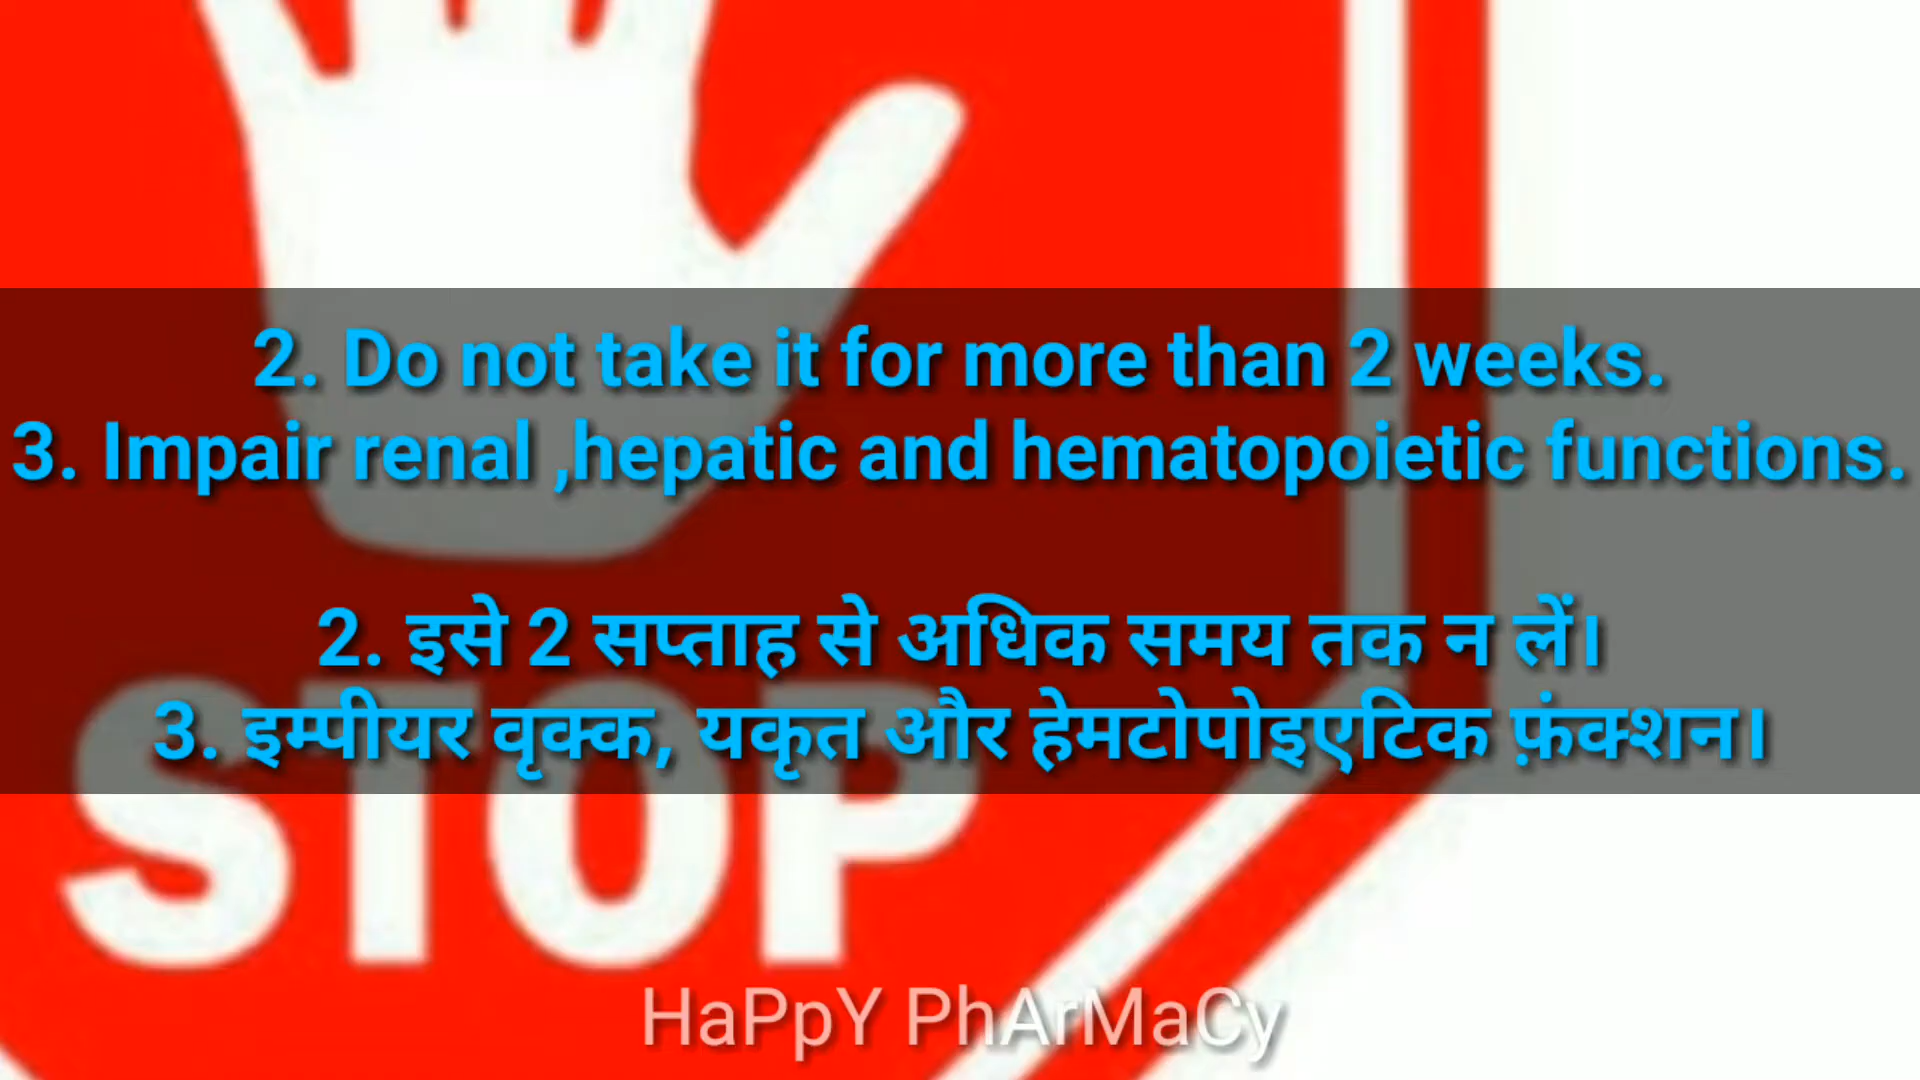 2. Do not take it for more than 2 weeks.
3. Impair renal ,hepatic and hematopoietic functions.
2. इसे 2 सप्ताह से अधिक समय तक न लें।
3. इम्पीयर वृक्क, यकृत और हेमटोपोइएटिक फ़ंक्शन।
STOP
HaPpY PhArMaCy